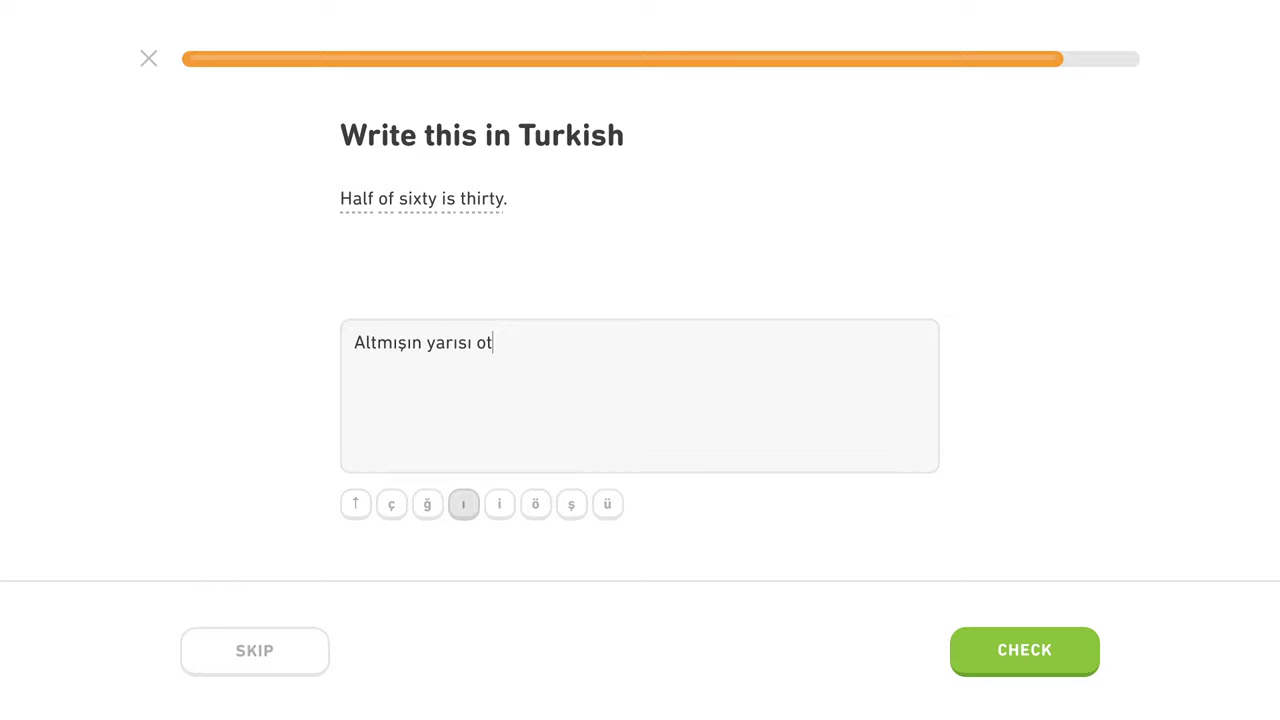 Write this in Turkish
Half of sixty is thirty.
Altmışın yarısı ot
↑ ç ğ ı i ö ş ü
SKIP
CHECK